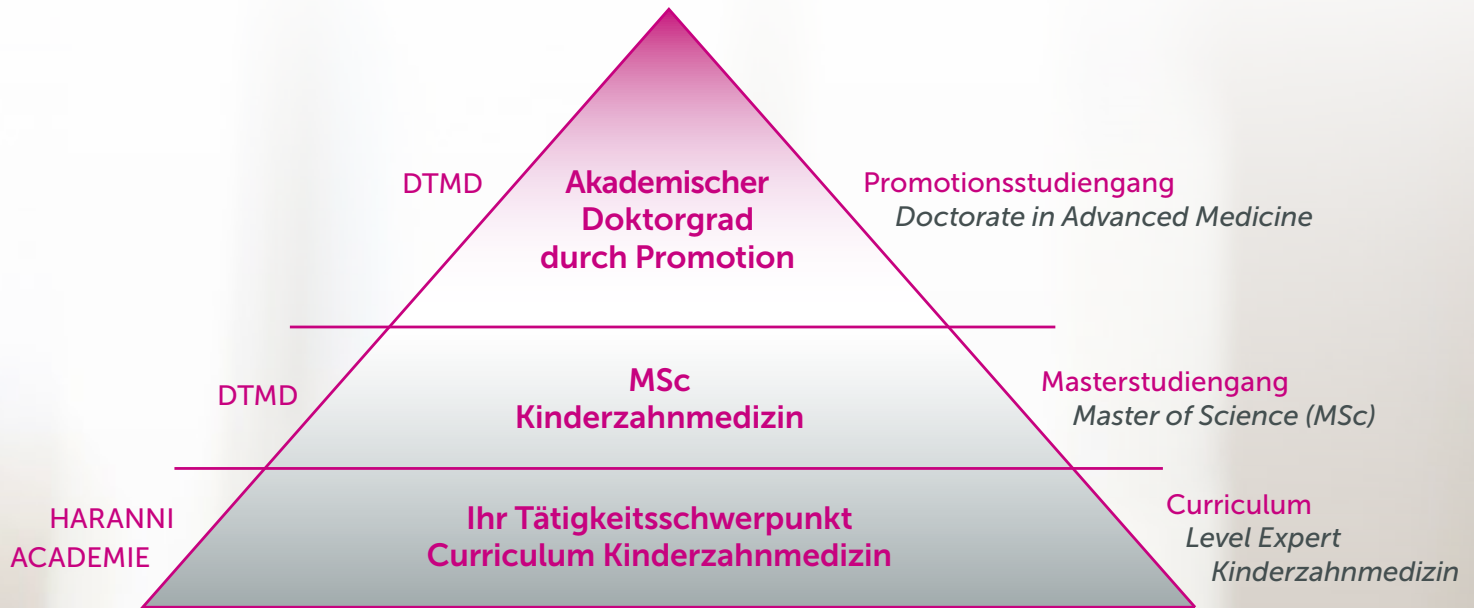 DTMD
Akademischer
Doktorgrad
durch Promotion
Promotionsstudiengang
Doctorate in Advanced Medicine
DTMD
MSc
Kinderzahnmedizin
Masterstudiengang
Master of Science (MSc)
HARANNI
ACADEMIE
Ihr Tätigkeitsschwerpunkt
Curriculum Kinderzahnmedizin
Curriculum
Level Expert
Kinderzahnmedizin